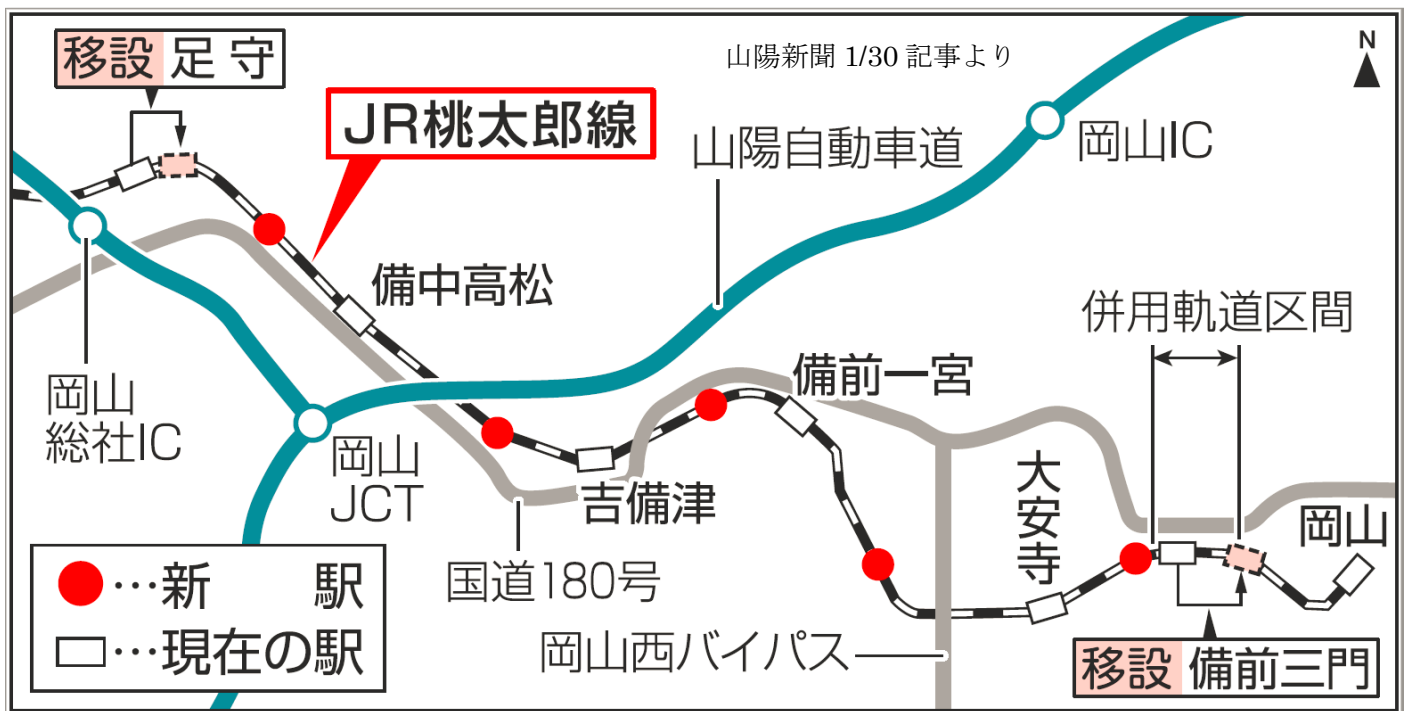 移設 足守
山陽新聞 1/30 記事より
N
JR桃太郎線
山陽自動車道
岡山IC
備中高松
併用軌道区間
岡山
総社IC
備前一宮
岡山
JCT
吉備津
大安寺
岡山
国道180号
●…新 駅
□…現在の駅
岡山西バイパス
移設 備前三門